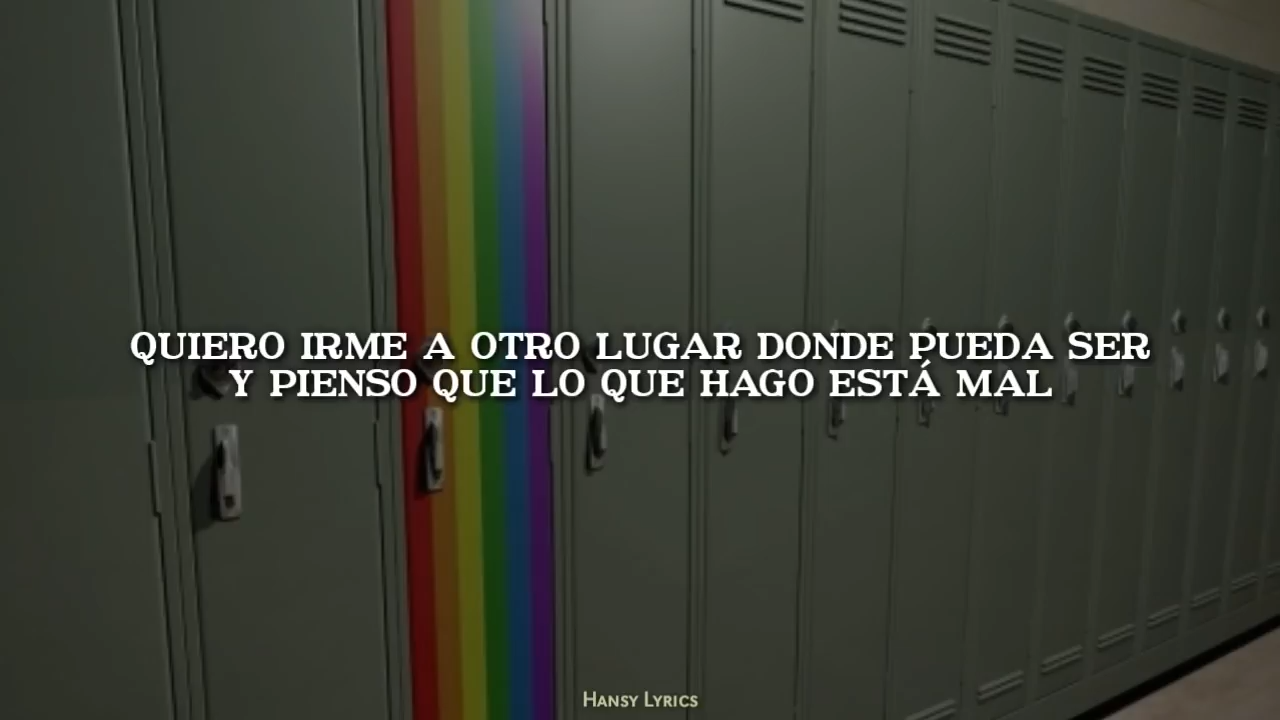 QUIERO IRME A OTRO LUGAR DONDE PUEDA SER
Y PIENSO QUE LO QUE HAGO ESTÁ MAL
Hansy Lyrics